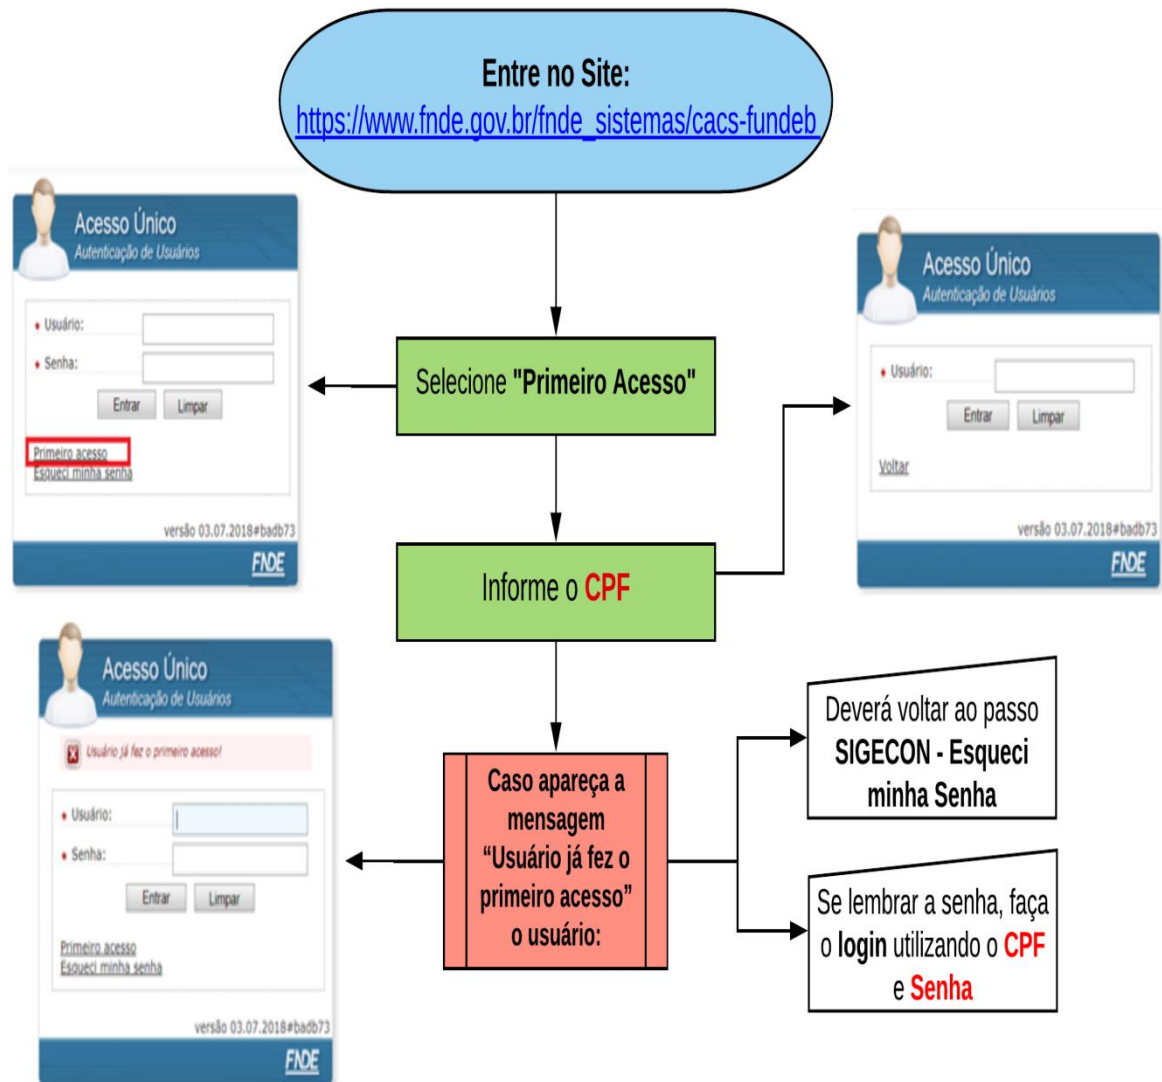 Entre no Site:
https://www.fnde.gov.br/fnde_sistemas/cacs-fundeb
Acesso Único
Autenticação de Usuários
Usuário:
Senha:
Entrar
Limpar
Primeiro acesso
Esqueci minha senha
versão 03.07.2018#badb73
FNDE
Selecione "Primeiro Acesso"
Acesso Único
Autenticação de Usuários
Usuário:
Entrar
Limpar
Voltar
versão 03.07.2018#badb73
FNDE
Informe o CPF
Acesso Único
Autenticação de Usuários
Usuário já fez o primeiro acesso!
Usuário:
Senha:
Entrar
Limpar
Primeiro acesso
Esqueci minha senha
versão 03.07.2018#badb73
FNDE
Caso apareça a
mensagem
“Usuário já fez o
primeiro acesso”
o usuário:
Deverá voltar ao passo
SIGECON - Esqueci
minha Senha
Se lembrar a senha, faça
o login utilizando o CPF
e Senha